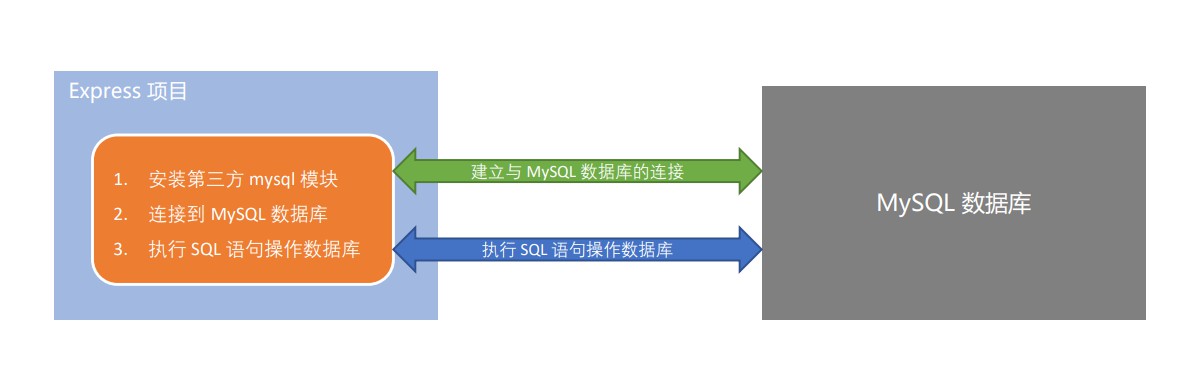 Express 项目
1. 安装第三方 mysql 模块
2. 连接到 MySQL 数据库
3. 执行 SQL 语句操作数据库
建立与 MySQL 数据库的连接
执行 SQL 语句操作数据库
MySQL 数据库